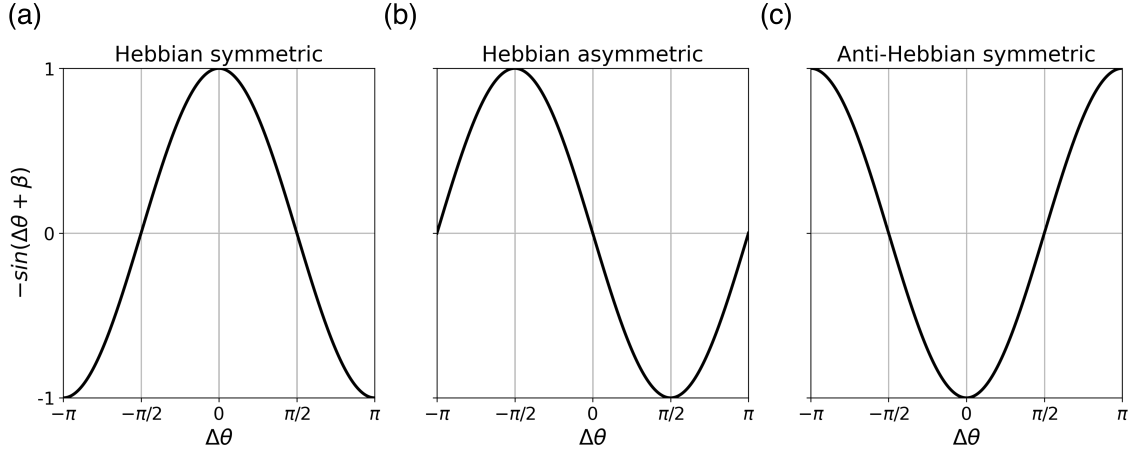 (a) (b) (c)
Hebbian symmetric Hebbian asymmetric Anti-Hebbian symmetric
1
0
-1
−sin(Δθ + β)
−π −π/2 0 π/2 π −π −π/2 0 π/2 π −π −π/2 0 π/2 π
Δθ Δθ Δθ